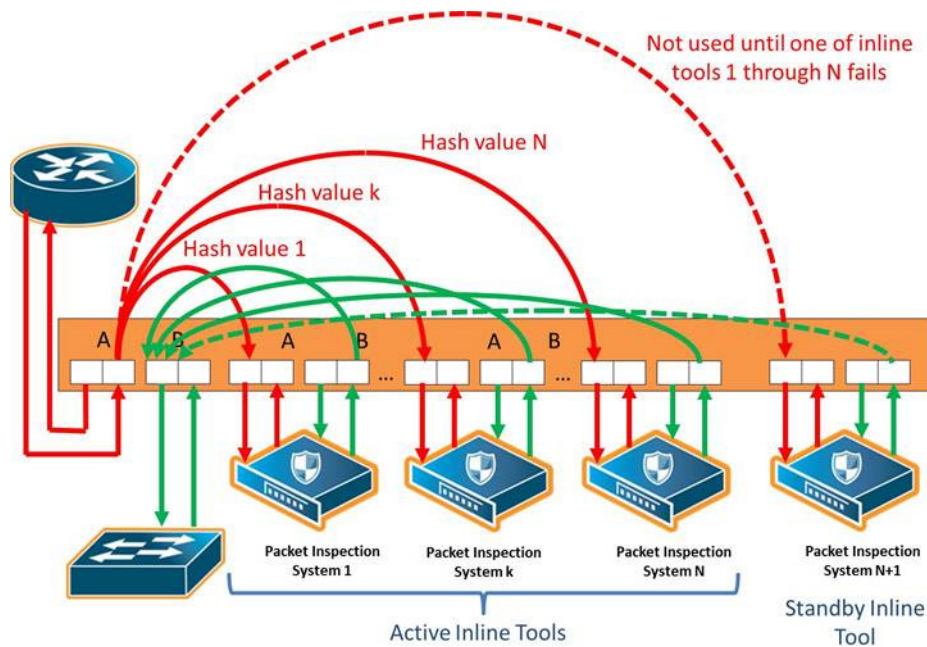 Not used until one of inline
tools 1 through N fails
Hash value N
Hash value k
Hash value 1
A
B
A
B
A
B
...
...
Packet Inspection
System 1
Packet Inspection
System k
Packet Inspection
System N
Packet Inspection
System N+1
Active Inline Tools
Standby Inline
Tool